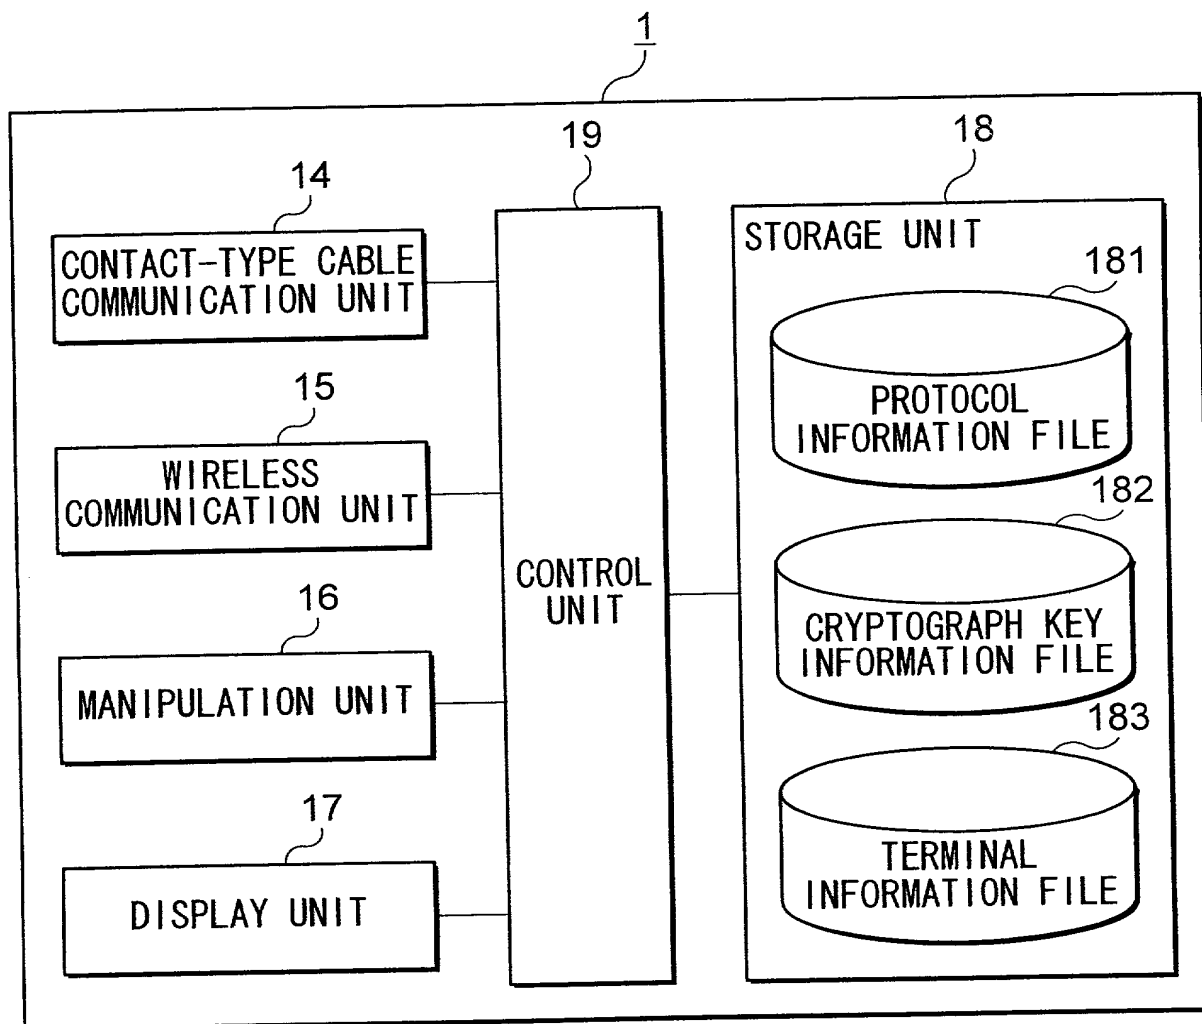 1
19
18
14
CONTACT-TYPE CABLE
COMMUNICATION UNIT
15
WIRELESS
COMMUNICATION UNIT
16
MANIPULATION UNIT
17
DISPLAY UNIT
CONTROL
UNIT
STORAGE UNIT
181
PROTOCOL
INFORMATION FILE
182
CRYPTOGRAPH KEY
INFORMATION FILE
183
TERMINAL
INFORMATION FILE